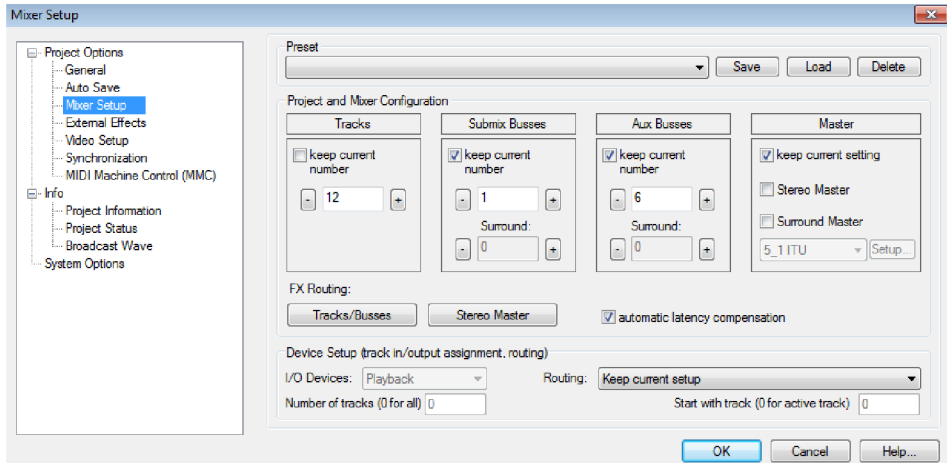 Mixer Setup
Project Options
General
Auto Save
Mixer Setup
External Effects
Video Setup
Synchronization
MIDI Machine Control (MMC)
Info
Project Information
Project Status
Broadcast Wave
System Options
Preset
Save Load Delete
Project and Mixer Configuration
Tracks Submix Busses Aux Busses Master
keep current number
- 12 +
keep current number
- 1 +
Surround:
- 0 +
keep current number
- 6 +
Surround:
- 0 +
keep current setting
Stereo Master
Surround Master
5_1 ITU Setup...
FX Routing:
Tracks/Busses Stereo Master automatic latency compensation
Device Setup (track in/output assignment, routing)
I/O Devices: Playback Routing: Keep current setup
Number of tracks (0 for all) 0 Start with track (0 for active track) 0
OK Cancel Help...